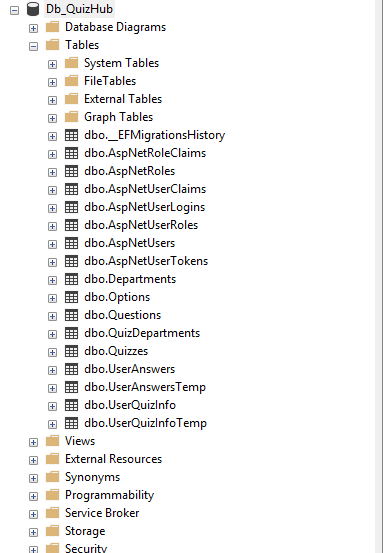 Db_QuizHub
Database Diagrams
Tables
System Tables
FileTables
External Tables
Graph Tables
dbo.__EFMigrationsHistory
dbo.AspNetRoleClaims
dbo.AspNetRoles
dbo.AspNetUserClaims
dbo.AspNetUserLogins
dbo.AspNetUserRoles
dbo.AspNetUsers
dbo.AspNetUserTokens
dbo.Departments
dbo.Options
dbo.Questions
dbo.QuizDepartments
dbo.Quizzes
dbo.UserAnswers
dbo.UserAnswersTemp
dbo.UserQuizInfo
dbo.UserQuizInfoTemp
Views
External Resources
Synonyms
Programmability
Service Broker
Storage
Security